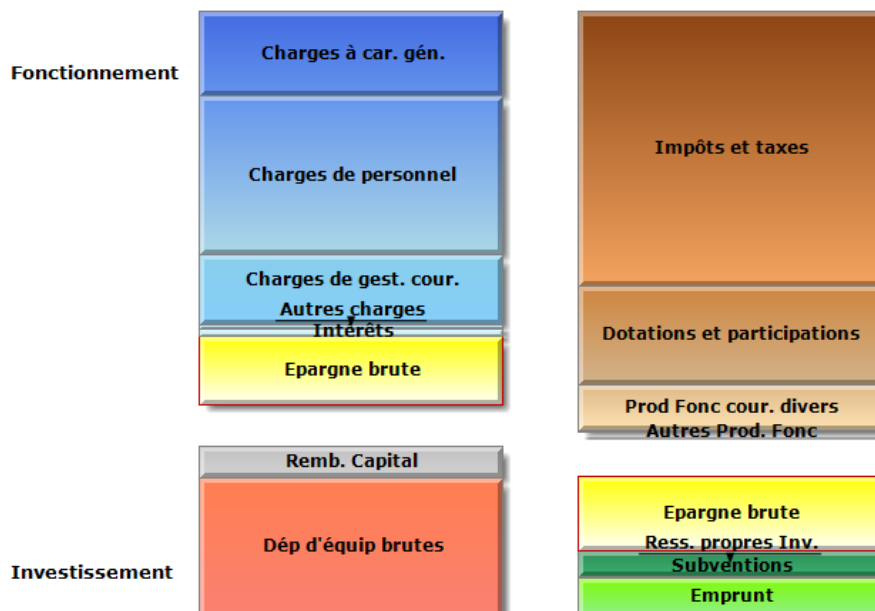 Fonctionnement
Charges à car. gén.
Charges de personnel
Charges de gest. cour.
Autres charges
Intérêts
Epargne brute
Impôts et taxes
Dotations et participations
Prod Fonc cour. divers
Autres Prod. Fonc
Investissement
Remb. Capital
Dép d'équip brutes
Epargne brute
Ress. propres Inv.
Subventions
Emprunt